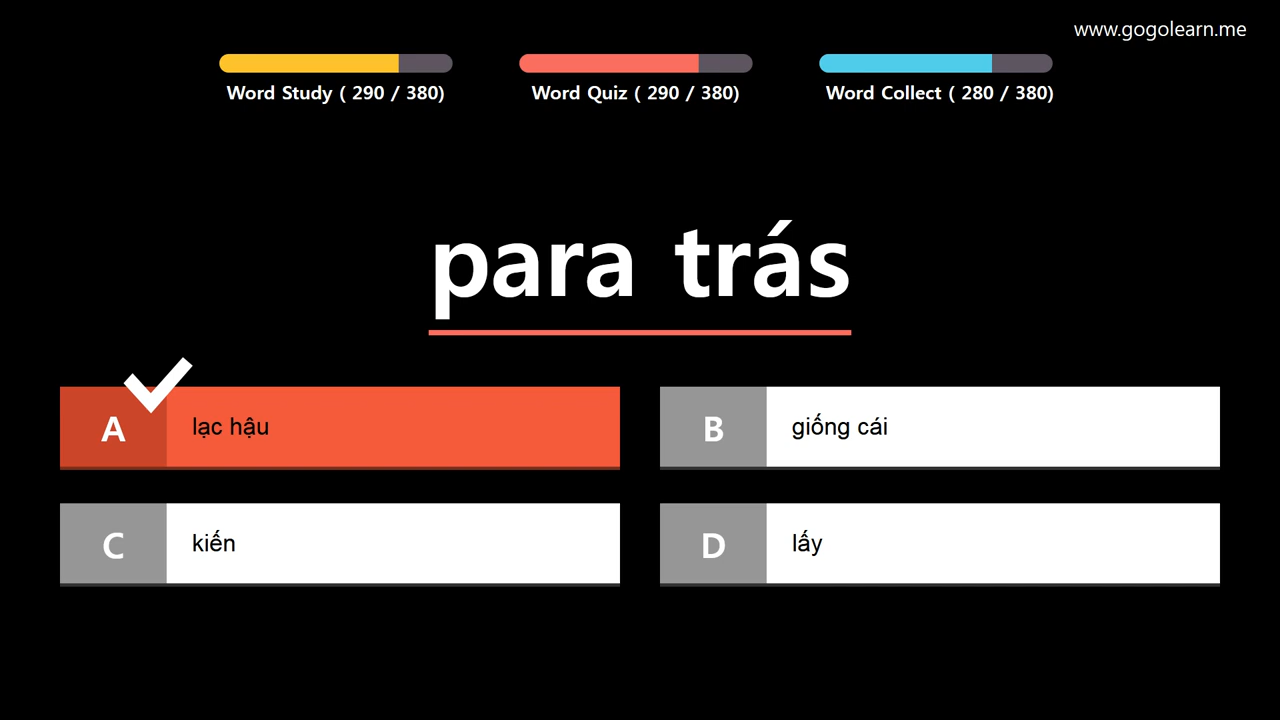 www.gogolearn.me
Word Study ( 290 / 380)
Word Quiz ( 290 / 380)
Word Collect ( 280 / 380)
para trás
A
lạc hậu
B
giống cái
C
kiến
D
lấy